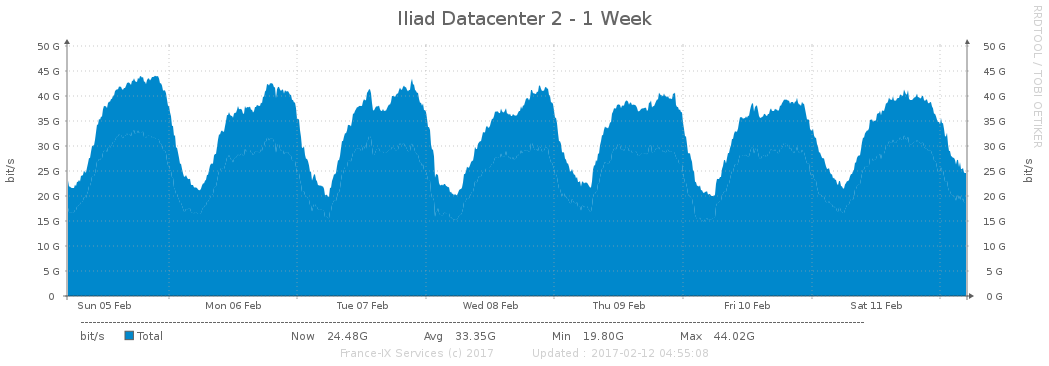 Iliad Datacenter 2 - 1 Week
RRDTOOL / TOBI OETIKER
50 G 50 G
45 G 45 G
40 G 40 G
35 G 35 G
30 G 30 G
25 G 25 G
20 G 20 G
15 G 15 G
10 G 10 G
5 G 5 G
0 0 G
bit/s bit/s
Sun 05 Feb Mon 06 Feb Tue 07 Feb Wed 08 Feb Thu 09 Feb Fri 10 Feb Sat 11 Feb
bit/s Total Now 24.48G Avg 33.35G Min 19.80G Max 44.02G
France-IX Services (c) 2017 Updated : 2017-02-12 04:55:08